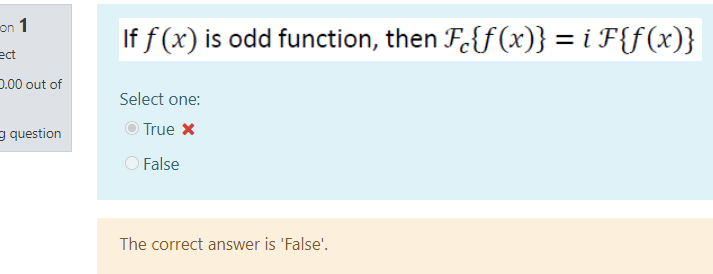 on 1
ect
0.00 out of
g question
If f(x) is odd function, then ℱc{f(x)} = i ℱ{f(x)}
Select one:
True
False
The correct answer is 'False'.